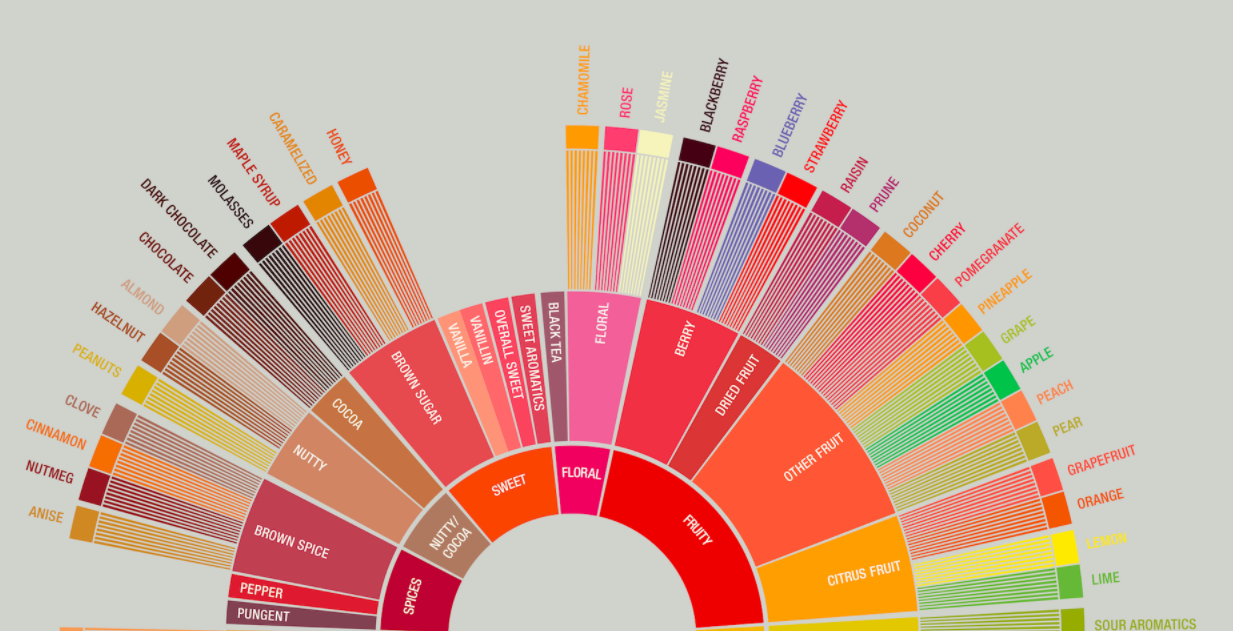 CHAMOMILE
ROSE
JASMINE
BLACKBERRY
RASPBERRY
BLUEBERRY
STRAWBERRY
RAISIN
PRUNE
COCONUT
CHERRY
POMEGRANATE
PINEAPPLE
GRAPE
APPLE
PEACH
PEAR
GRAPEFRUIT
ORANGE
LEMON
LIME
SOUR AROMATICS
HONEY
CARAMELIZED
MAPLE SYRUP
MOLASSES
DARK CHOCOLATE
CHOCOLATE
ALMOND
HAZELNUT
PEANUTS
CLOVE
CINNAMON
NUTMEG
ANISE
PUNGENT
PEPPER
BROWN SPICE
NUTTY
COCOA
BROWN SUGAR
VANILLA
VANILLIN
OVERALL SWEET
SWEET AROMATICS
BLACK TEA
FLORAL
BERRY
DRIED FRUIT
OTHER FRUIT
CITRUS FRUIT
SPICES
NUTTY/
COCOA
SWEET
FLORAL
FRUITY